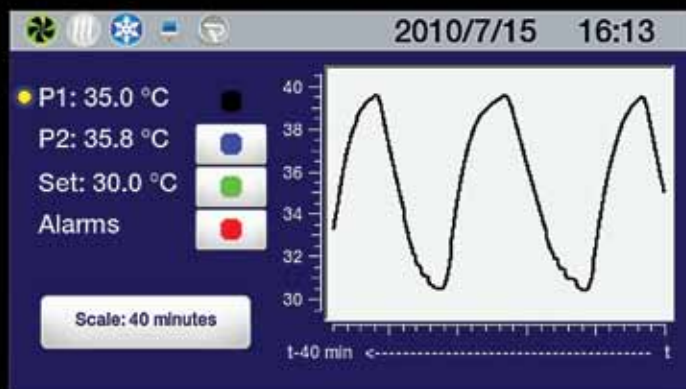 2010/7/15 16:13
P1: 35.0 °C
P2: 35.8 °C
Set: 30.0 °C
Alarms
Scale: 40 minutes
40
38
36
34
32
30
t-40 min <-------------------------------------- t